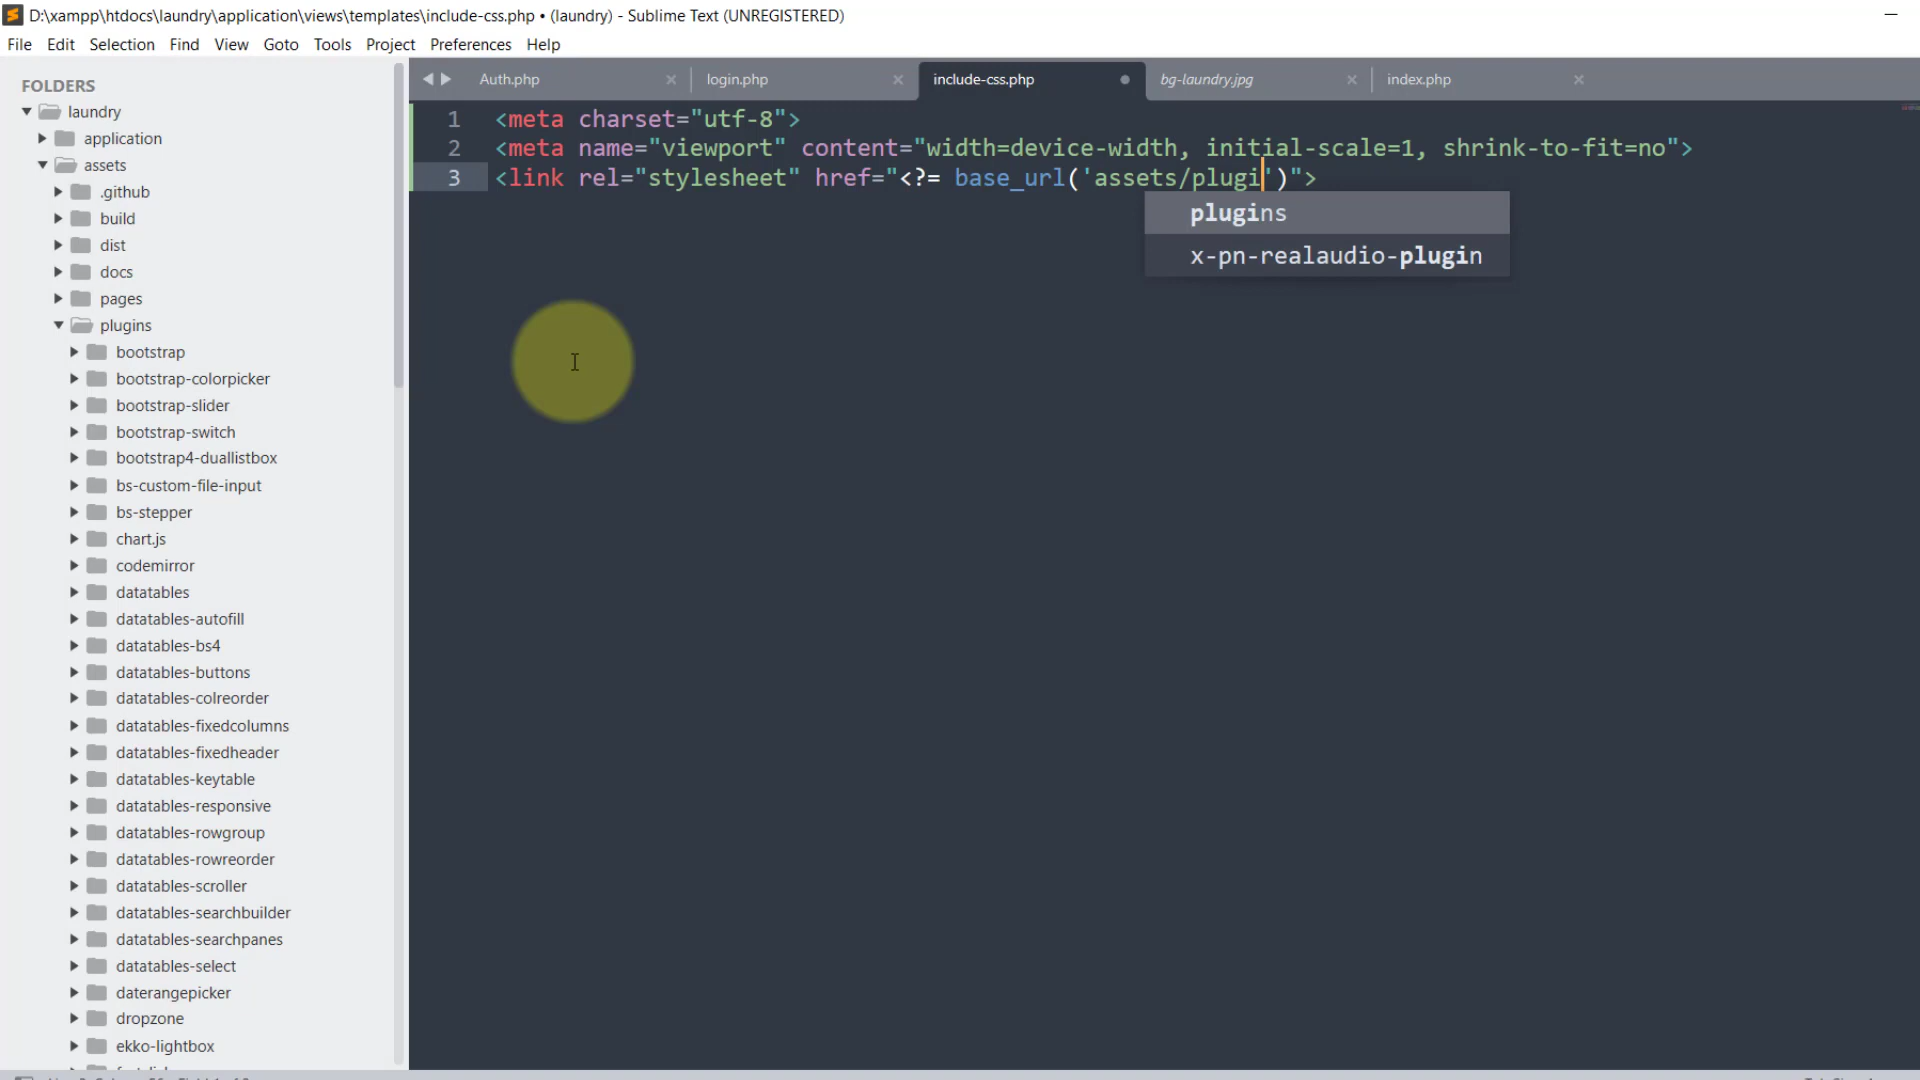 D:\xampp\htdocs\laundry\application\views\templates\include-css.php • (laundry) - Sublime Text (UNREGISTERED)
File Edit Selection Find View Goto Tools Project Preferences Help
FOLDERS
laundry
application
assets
.github
build
dist
docs
pages
plugins
bootstrap
bootstrap-colorpicker
bootstrap-slider
bootstrap-switch
bootstrap4-duallistbox
bs-custom-file-input
bs-stepper
chart.js
codemirror
datatables
datatables-autofill
datatables-bs4
datatables-buttons
datatables-colreorder
datatables-fixedcolumns
datatables-fixedheader
datatables-keytable
datatables-responsive
datatables-rowgroup
datatables-rowreorder
datatables-scroller
datatables-searchbuilder
datatables-searchpanes
datatables-select
daterangepicker
dropzone
ekko-lightbox
Auth.php login.php include-css.php bg-laundry.jpg index.php
1 <meta charset="utf-8">
2 <meta name="viewport" content="width=device-width, initial-scale=1, shrink-to-fit=no">
3 <link rel="stylesheet" href="<?= base_url('assets/plugi')">
plugins
x-pn-realaudio-plugin